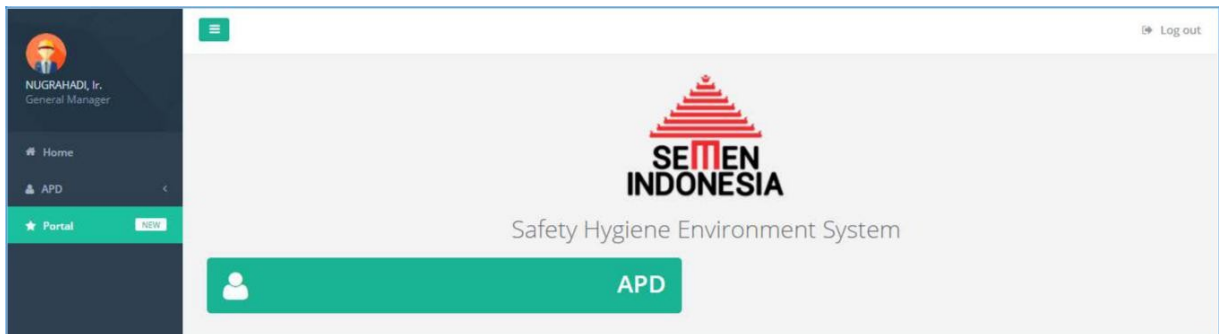 NUGRAHADI, Ir.
General Manager
Home
APD
Portal NEW
Log out
SEMEN
INDONESIA
Safety Hygiene Environment System
APD